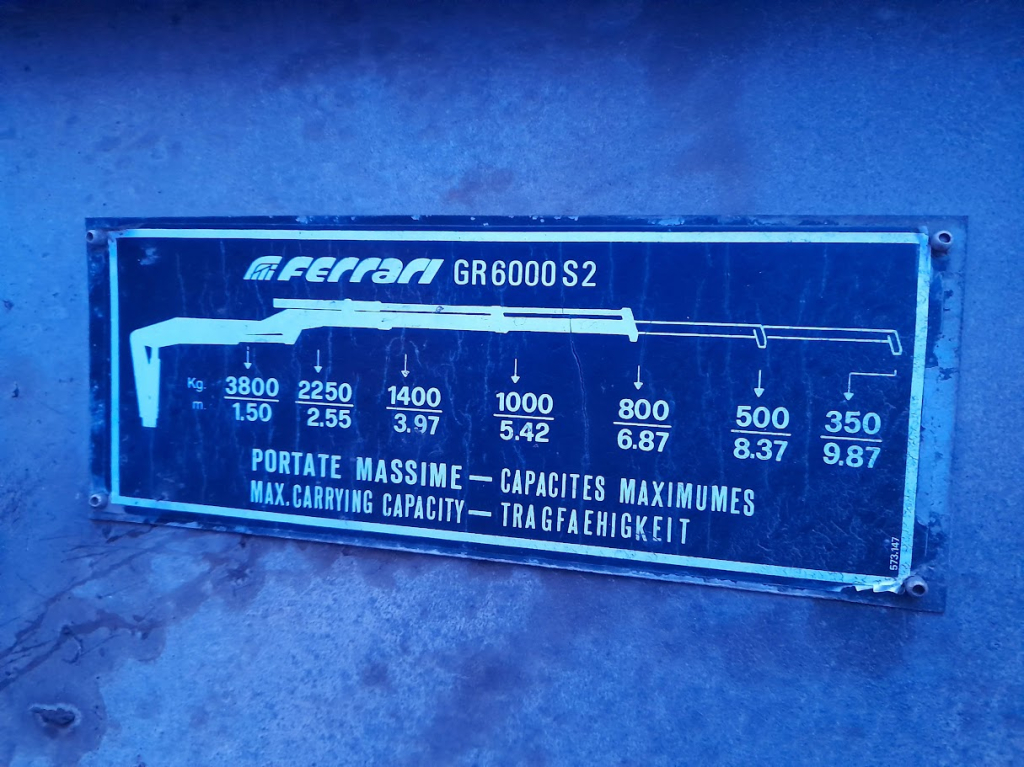 Ferrari GR6000S2
Kg. 3800 2250 1400 1000 800 500 350
m. 1.50 2.55 3.97 5.42 6.87 8.37 9.87
PORTATE MASSIME — CAPACITES MAXIMUMES
MAX. CARRYING CAPACITY — TRAGFAEHIGKEIT
573.147